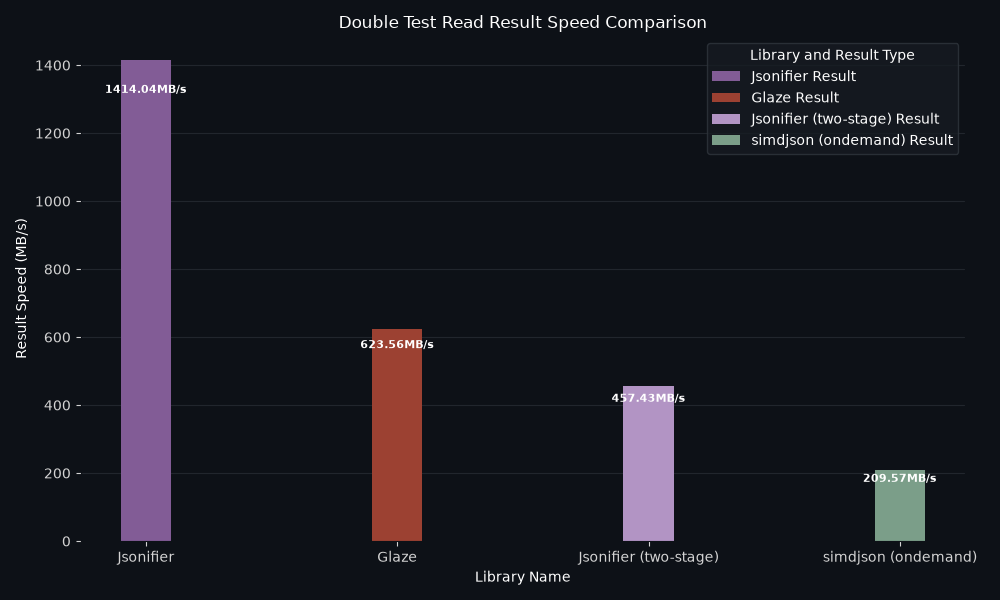 Double Test Read Result Speed Comparison
Library and Result Type
Jsonifier Result
Glaze Result
Jsonifier (two-stage) Result
simdjson (ondemand) Result
Result Speed (MB/s)
1400
1200
1000
800
600
400
200
0
1414.04MB/s
623.56MB/s
457.43MB/s
209.57MB/s
Jsonifier
Glaze
Jsonifier (two-stage)
simdjson (ondemand)
Library Name